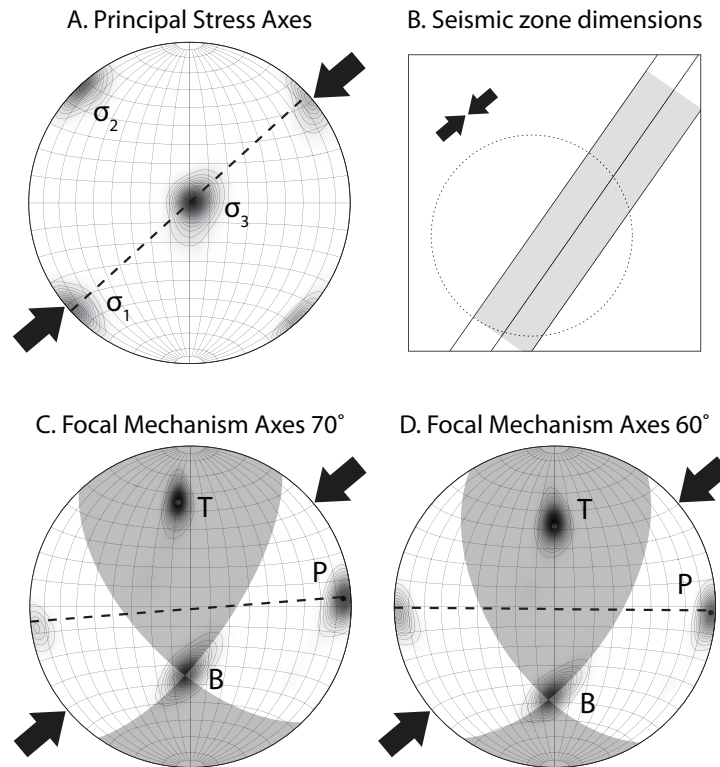 A. Principal Stress Axes
B. Seismic zone dimensions
σ2
σ3
σ1
C. Focal Mechanism Axes 70°
D. Focal Mechanism Axes 60°
T
P
B
T
P
B